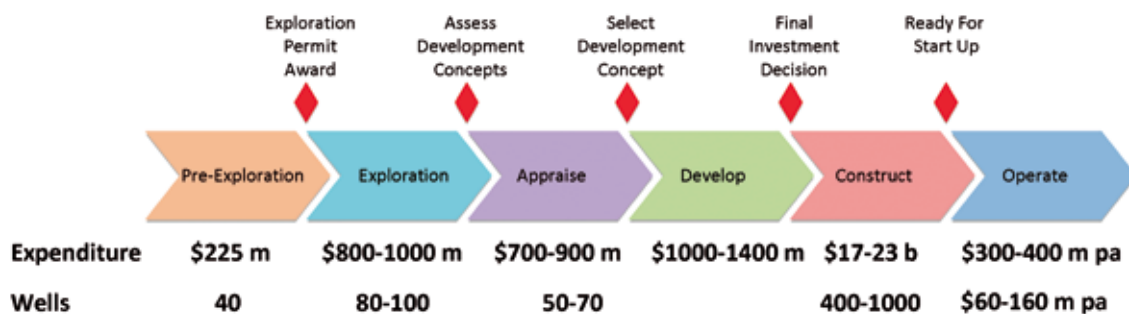 Exploration
Permit
Award
Assess
Development
Concepts
Select
Development
Concept
Final
Investment
Decision
Ready For
Start Up
Pre-Exploration
Exploration
Appraise
Develop
Construct
Operate
Expenditure $225 m $800-1000 m $700-900 m $1000-1400 m $17-23 b $300-400 m pa
Wells 40 80-100 50-70 400-1000 $60-160 m pa